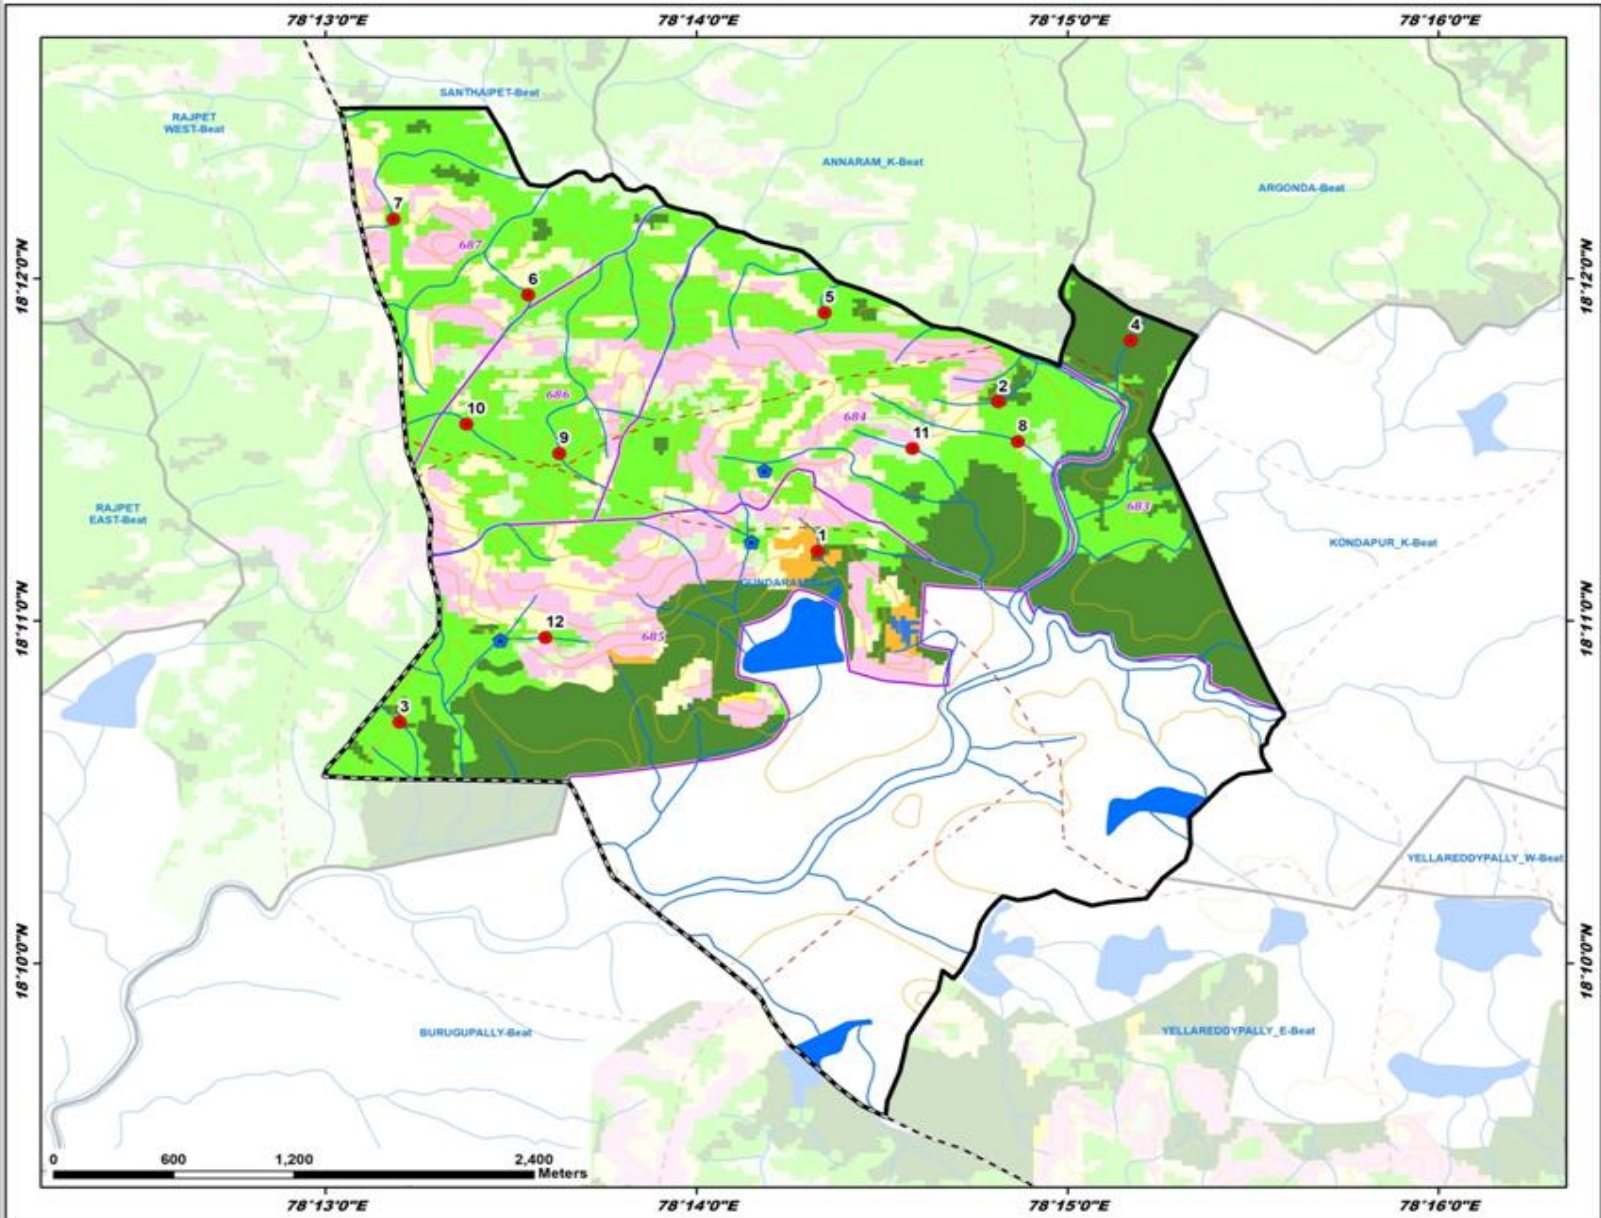 78°13'0"E 78°14'0"E 78°15'0"E 78°16'0"E
SANTHAIPET-Beat
RAJPET
WEST-Beat
ANNARAM_K-Beat
ARGONDA-Beat
7
687
18°12'0"N
18°12'0"N
6
5
4
2
686
684
10
8
11
9
RAJPET
EAST-Beat
683
KONDAPUR_K-Beat
1
18°11'0"N
18°11'0"N
12
685
3
YELLAREDDYPALLY_W-Beat
18°10'0"N
18°10'0"N
BURUGUPALLY-Beat
YELLAREDDYPALLY_E-Beat
0 600 1,200 2,400
Meters
78°13'0"E 78°14'0"E 78°15'0"E 78°16'0"E